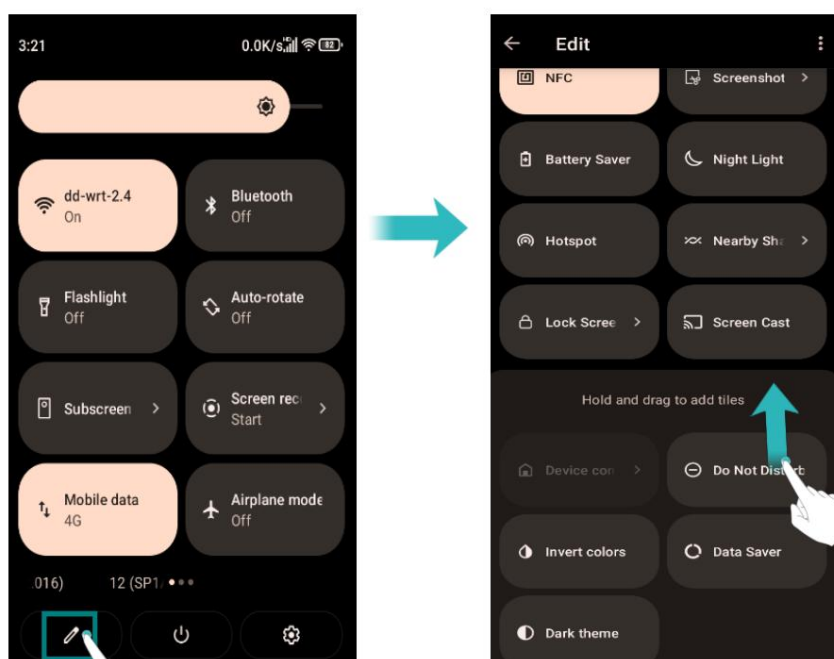 3:21
0.0K/s
82
dd-wrt-2.4
On
Bluetooth
Off
Flashlight
Off
Auto-rotate
Off
Subscreen
Screen rec
Start
Mobile data
4G
Airplane mode
Off
.016)
12 (SP1
Edit
NFC
Screenshot
Battery Saver
Night Light
Hotspot
Nearby Sha
Lock Scree
Screen Cast
Hold and drag to add tiles
Device con
Do Not Disturb
Invert colors
Data Saver
Dark theme